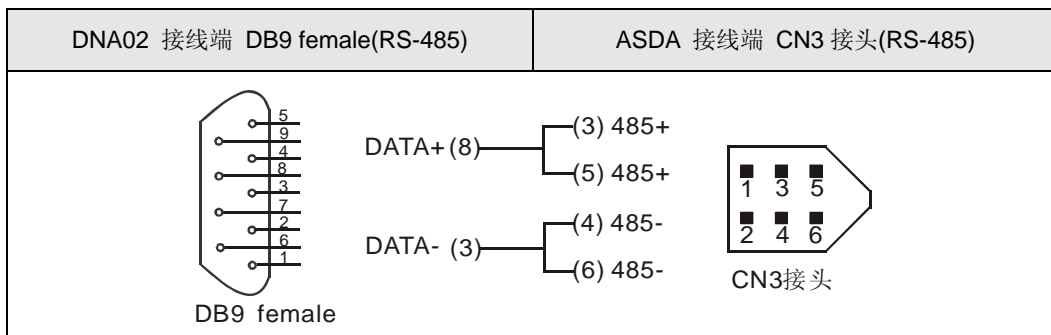 DNA02 接线端 DB9 female(RS-485)
ASDA 接线端 CN3 接头(RS-485)
5
9
4
8
3
7
2
6
1
DB9 female
DATA+ (8)
(3) 485+
(5) 485+
DATA- (3)
(4) 485-
(6) 485-
1 3 5
2 4 6
CN3接头